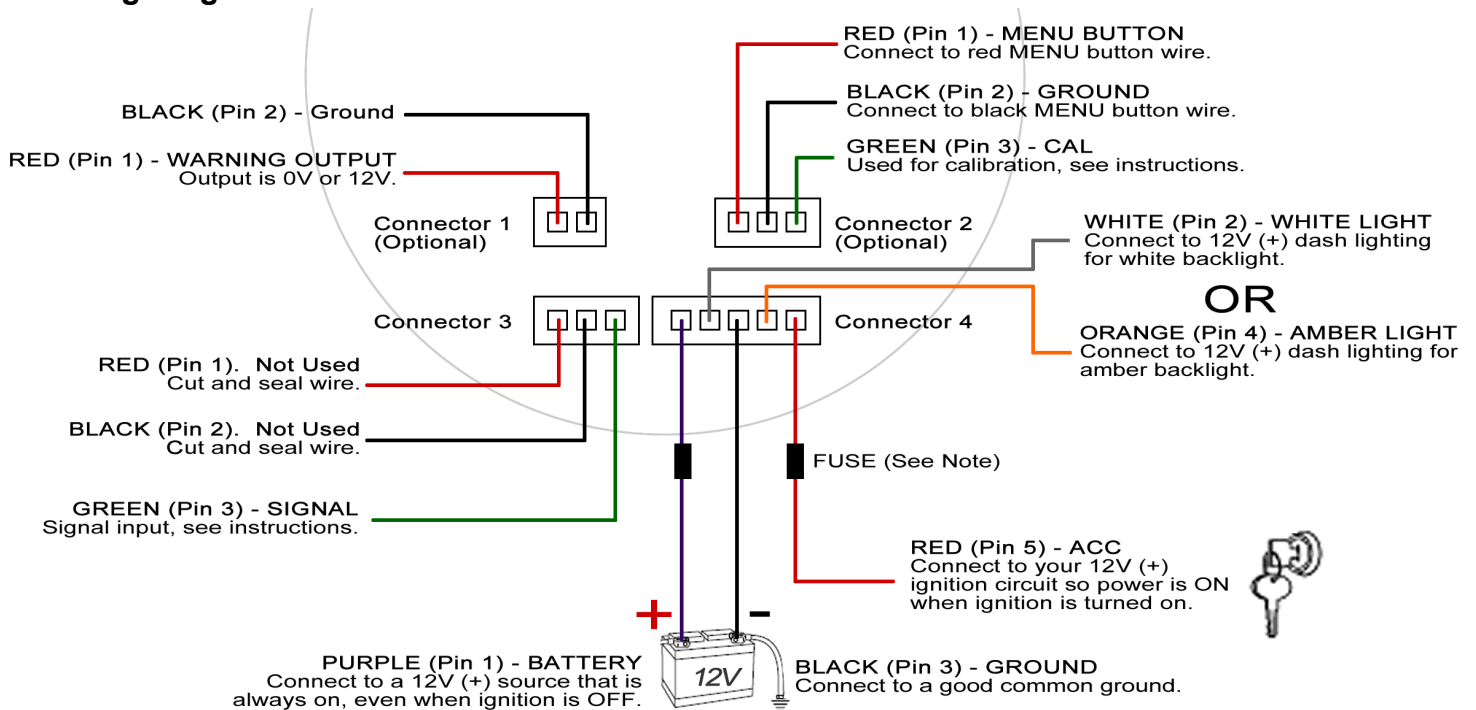 RED (Pin 1) - MENU BUTTON
Connect to red MENU button wire.
BLACK (Pin 2) - GROUND
Connect to black MENU button wire.
GREEN (Pin 3) - CAL
Used for calibration, see instructions.
BLACK (Pin 2) - Ground
RED (Pin 1) - WARNING OUTPUT
Output is 0V or 12V.
Connector 1
(Optional)
Connector 2
(Optional)
WHITE (Pin 2) - WHITE LIGHT
Connect to 12V (+) dash lighting
for white backlight.
OR
ORANGE (Pin 4) - AMBER LIGHT
Connect to 12V (+) dash lighting for
amber backlight.
Connector 3
Connector 4
RED (Pin 1).  Not Used
Cut and seal wire.
BLACK (Pin 2).  Not Used
Cut and seal wire.
GREEN (Pin 3) - SIGNAL
Signal input, see instructions.
FUSE (See Note)
RED (Pin 5) - ACC
Connect to your 12V (+)
ignition circuit so power is ON
when ignition is turned on.
+ -
12V
PURPLE (Pin 1) - BATTERY
Connect to a 12V (+) source that is
always on, even when ignition is OFF.
BLACK (Pin 3) - GROUND
Connect to a good common ground.